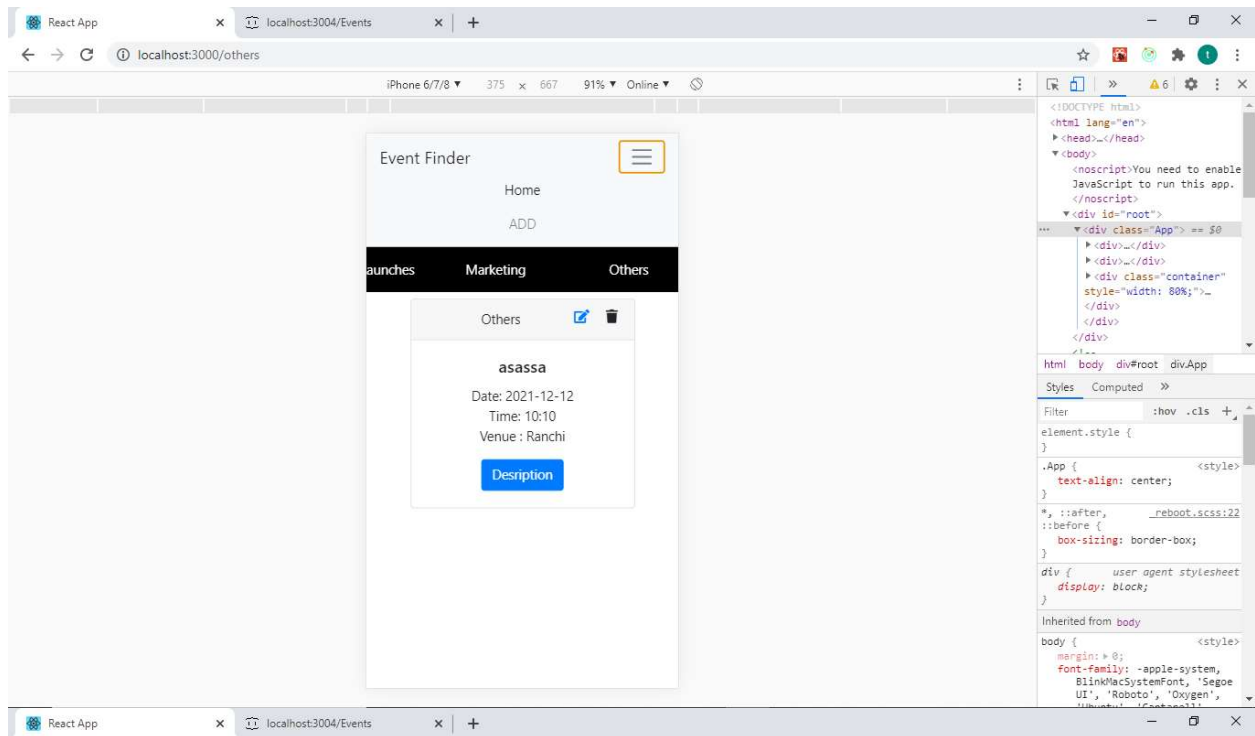 React App
localhost:3004/Events
localhost:3000/others
t
iPhone 6/7/8 375 x 667 91% Online
6
Event Finder
Home
ADD
aunches Marketing Others
Others
asassa
Date: 2021-12-12
Time: 10:10
Venue : Ranchi
Desription
<!DOCTYPE html>
<html lang="en">
<head>…</head>
<body>
<noscript>You need to enable
JavaScript to run this app.
</noscript>
<div id="root">
<div class="App"> == $0
<div>…</div>
<div>…</div>
<div class="container"
style="width: 80%;">…
</div>
</div>
</div>
html body div#root div.App
Styles Computed »
Filter :hov .cls +
element.style {
}
.App { <style>
text-align: center;
}
*, ::after, _reboot.scss:22
::before {
box-sizing: border-box;
}
div { user agent stylesheet
display: block;
}
Inherited from body
body { <style>
margin: 0;
font-family: -apple-system,
BlinkMacSystemFont, 'Segoe
UI', 'Roboto', 'Oxygen',
React App
localhost:3004/Events